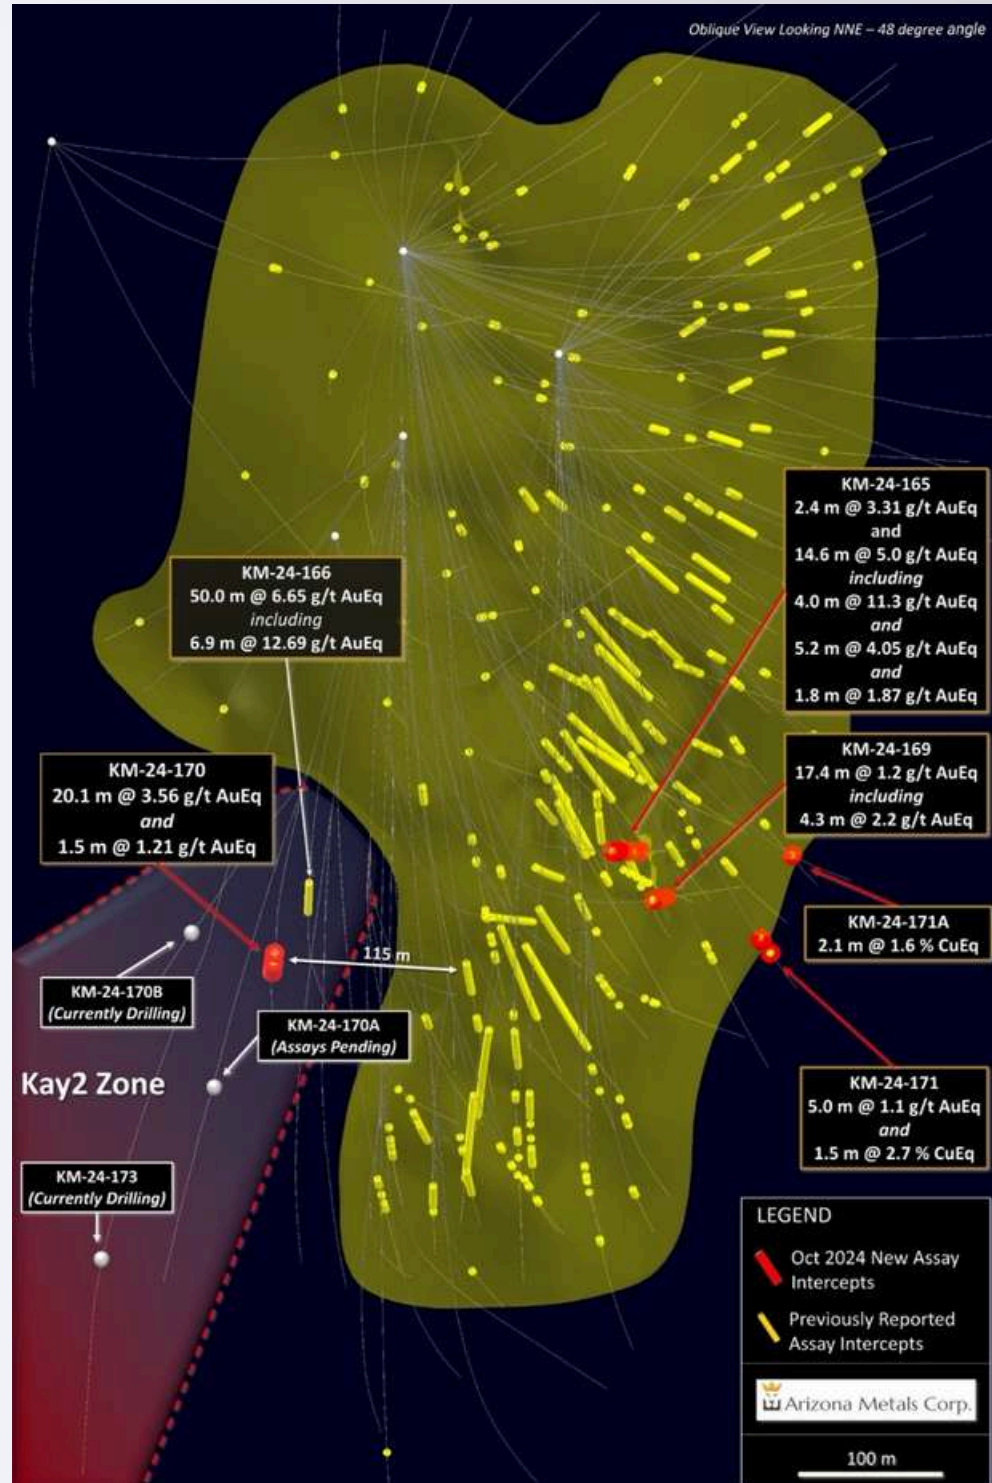 Oblique View Looking NNE – 48 degree angle
KM-24-165
2.4 m @ 3.31 g/t AuEq
and
14.6 m @ 5.0 g/t AuEq
including
4.0 m @ 11.3 g/t AuEq
and
5.2 m @ 4.05 g/t AuEq
and
1.8 m @ 1.87 g/t AuEq
KM-24-166
50.0 m @ 6.65 g/t AuEq
including
6.9 m @ 12.69 g/t AuEq
KM-24-169
17.4 m @ 1.2 g/t AuEq
including
4.3 m @ 2.2 g/t AuEq
KM-24-170
20.1 m @ 3.56 g/t AuEq
and
1.5 m @ 1.21 g/t AuEq
KM-24-171A
2.1 m @ 1.6 % CuEq
115 m
KM-24-170B
(Currently Drilling)
KM-24-170A
(Assays Pending)
Kay2 Zone
KM-24-171
5.0 m @ 1.1 g/t AuEq
and
1.5 m @ 2.7 % CuEq
KM-24-173
(Currently Drilling)
LEGEND
Oct 2024 New Assay
Intercepts
Previously Reported
Assay Intercepts
Arizona Metals Corp.
100 m